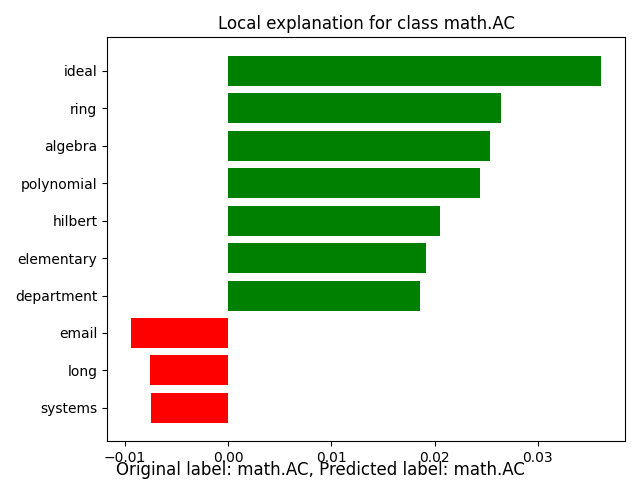 Local explanation for class math.AC
ideal
ring
algebra
polynomial
hilbert
elementary
department
email
long
systems
−0.01 0.00 0.01 0.02 0.03
Original label: math.AC, Predicted label: math.AC